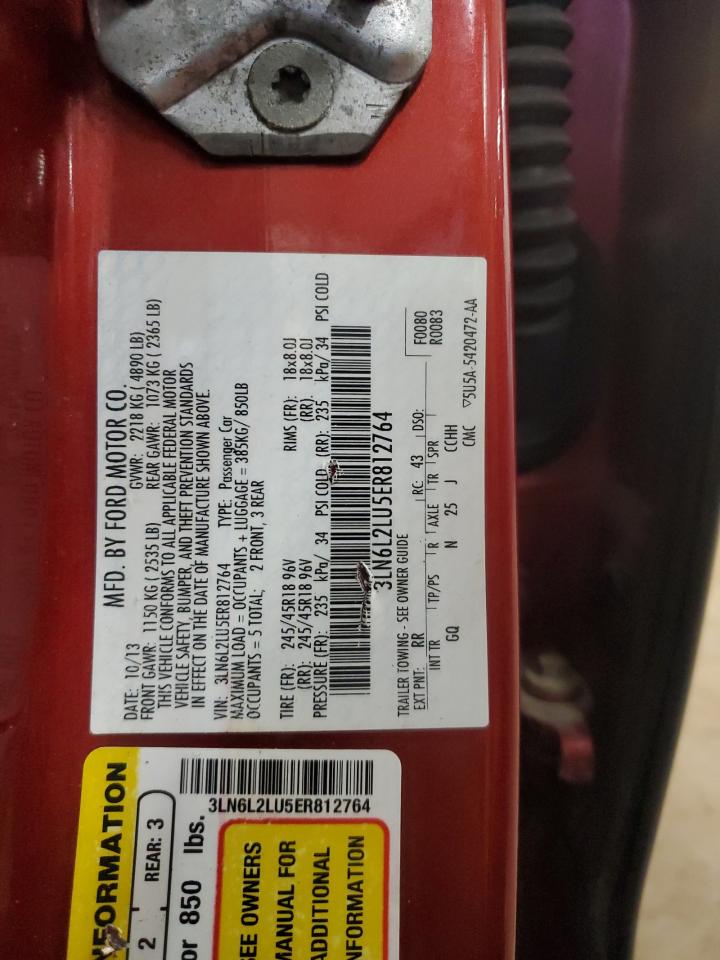 MFD. BY FORD MOTOR CO.
DATE: 10/13 GVWR: 2218 KG ( 4890 LB)
FRONT GAWR: 1150 KG ( 2535 LB) REAR GAWR: 1073 KG ( 2365 LB)
THIS VEHICLE CONFORMS TO ALL APPLICABLE FEDERAL MOTOR
VEHICLE SAFETY, BUMPER, AND THEFT PREVENTION STANDARDS
IN EFFECT ON THE DATE OF MANUFACTURE SHOWN ABOVE.
VIN: 3LN6L2LU5ER812764 TYPE: Passenger Car
MAXIMUM LOAD = OCCUPANTS + LUGGAGE = 385KG/ 850LB
OCCUPANTS = 5 TOTAL; 2 FRONT, 3 REAR
TIRE (FR): 245/45R18 96V RIMS (FR): 18x8.0J
(RR): 245/45R18 96V (RR): 18x8.0J
PRESSURE (FR): 235 kPa/ 34 PSI COLD (RR): 235 kPa/ 34 PSI COLD
3LN6L2LU5ER812764
TRAILER TOWING - SEE OWNER GUIDE
EXT PNT: RR RC: 43 DSO: F0080
R0083
INT TR TP/PS R AXLE TR SPR
GQ N 25 J CCHH
CMC ▽5U5A-5420472-AA
NFORMATION
2 REAR: 3
or 850 lbs.
3LN6L2LU5ER812764
SEE OWNERS
MANUAL FOR
ADDITIONAL
INFORMATION